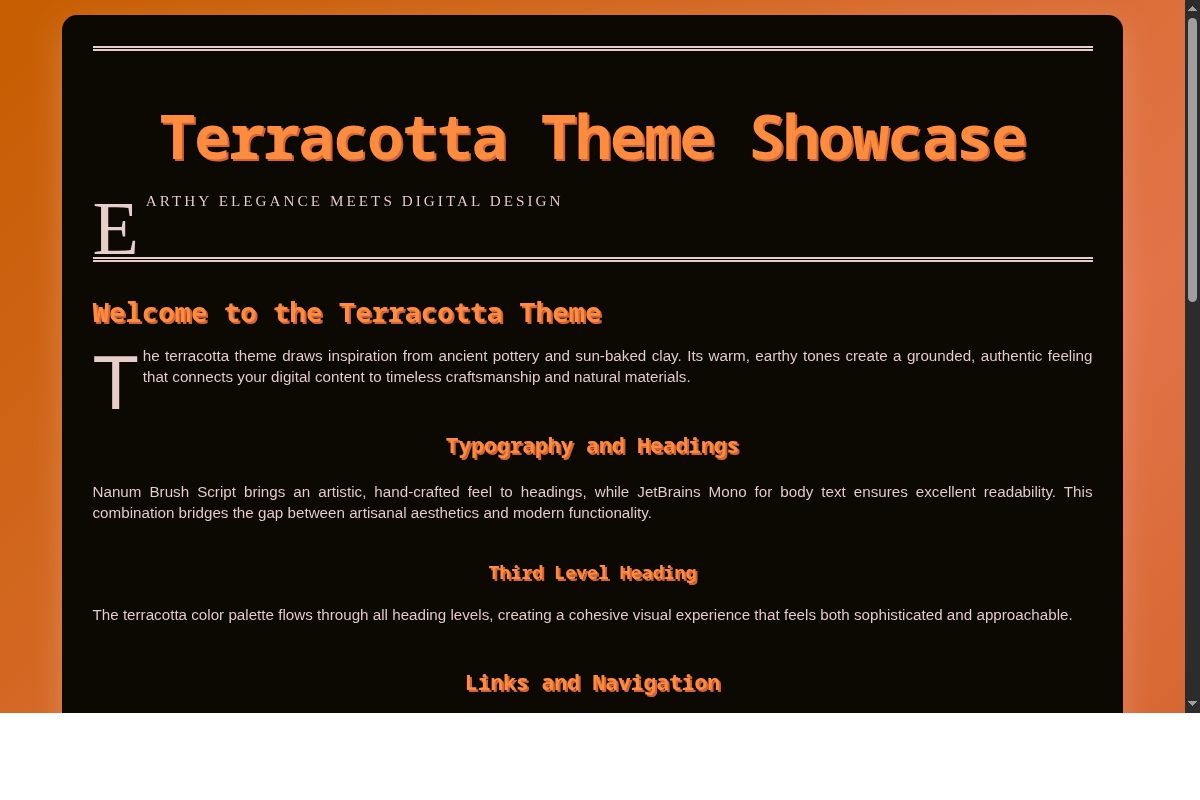 Terracotta Theme Showcase
EARTHY ELEGANCE MEETS DIGITAL DESIGN
Welcome to the Terracotta Theme
The terracotta theme draws inspiration from ancient pottery and sun-baked clay. Its warm, earthy tones create a grounded, authentic feeling
that connects your digital content to timeless craftsmanship and natural materials.
Typography and Headings
Nanum Brush Script brings an artistic, hand-crafted feel to headings, while JetBrains Mono for body text ensures excellent readability. This
combination bridges the gap between artisanal aesthetics and modern functionality.
Third Level Heading
The terracotta color palette flows through all heading levels, creating a cohesive visual experience that feels both sophisticated and approachable.
Links and Navigation